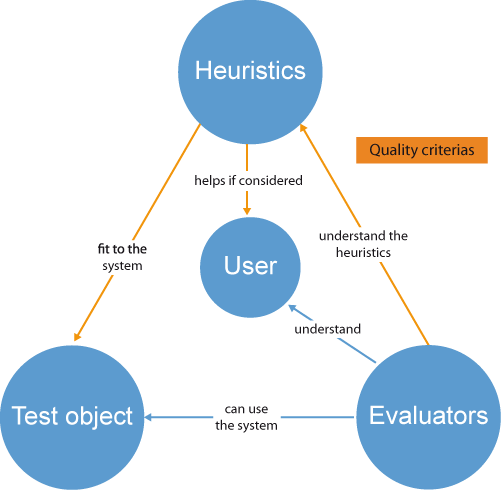 Heuristics
Quality criterias
helps if considered
understand the
heuristics
fit to the
system
User
understand
Test object
can use
the system
Evaluators